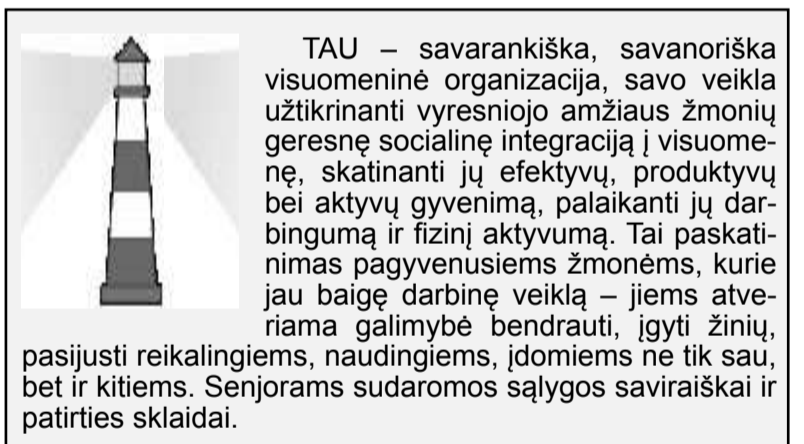 TAU – savarankiška, savanoriška
visuomeninė organizacija, savo veikla
užtikrinanti vyresniojo amžiaus žmonių
geresnę socialinę integraciją į visuome-
nę, skatinanti jų efektyvų, produktyvų
bei aktyvų gyvenimą, palaikanti jų dar-
bingumą ir fizinį aktyvumą. Tai paskati-
nimas pagyvenusiems žmonėms, kurie
jau baigę darbinę veiklą – jiems atve-
riama galimybė bendrauti, įgyti žinių,
pasijusti reikalingiems, naudingiems, įdomiems ne tik sau,
bet ir kitiems. Senjorams sudaromos sąlygos saviraiškai ir
patirties sklaidai.